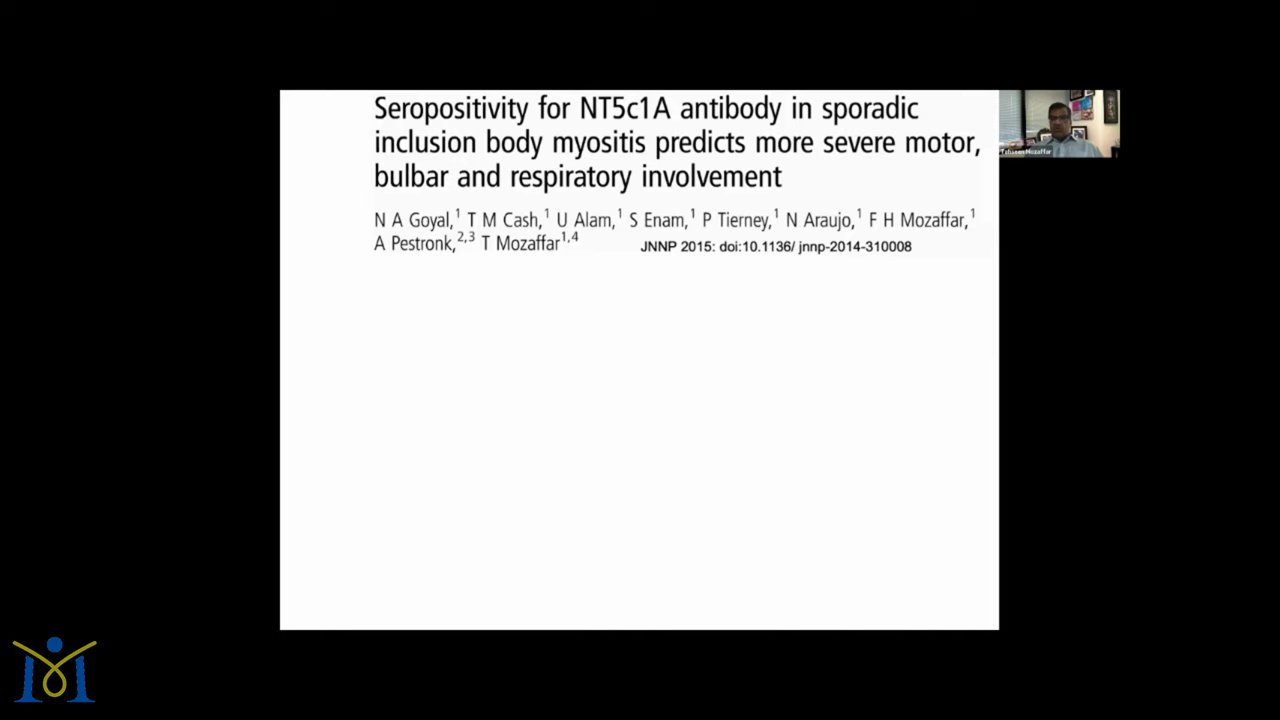 Seropositivity for NT5c1A antibody in sporadic
inclusion body myositis predicts more severe motor,
bulbar and respiratory involvement
N A Goyal,1 T M Cash,1 U Alam,1 S Enam,1 P Tierney,1 N Araujo,1 F H Mozaffar,1
A Pestronk,2,3 T Mozaffar1,4
JNNP 2015: doi:10.1136/ jnnp-2014-310008
Tahseen Mozaffar